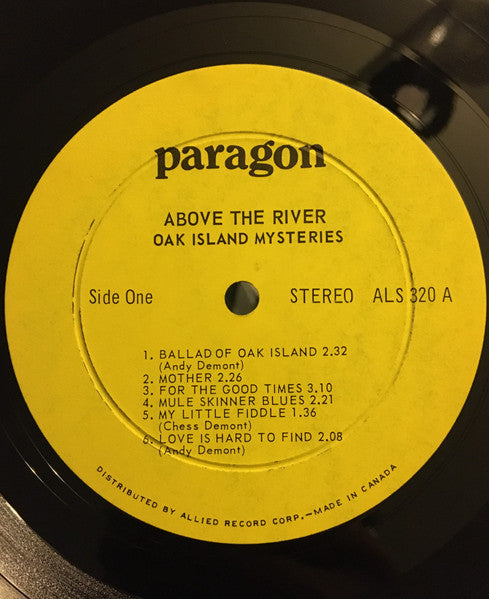 paragon
ABOVE THE RIVER
OAK ISLAND MYSTERIES
Side One STEREO ALS 320 A
1. BALLAD OF OAK ISLAND 2.32
(Andy Demont)
2. MOTHER 2.26
3. FOR THE GOOD TIMES 3.10
4. MULE SKINNER BLUES 2.21
5. MY LITTLE FIDDLE 1.36
(Chess Demont)
6. LOVE IS HARD TO FIND 2.08
(Andy Demont)
DISTRIBUTED BY ALLIED RECORD CORP.—MADE IN CANADA